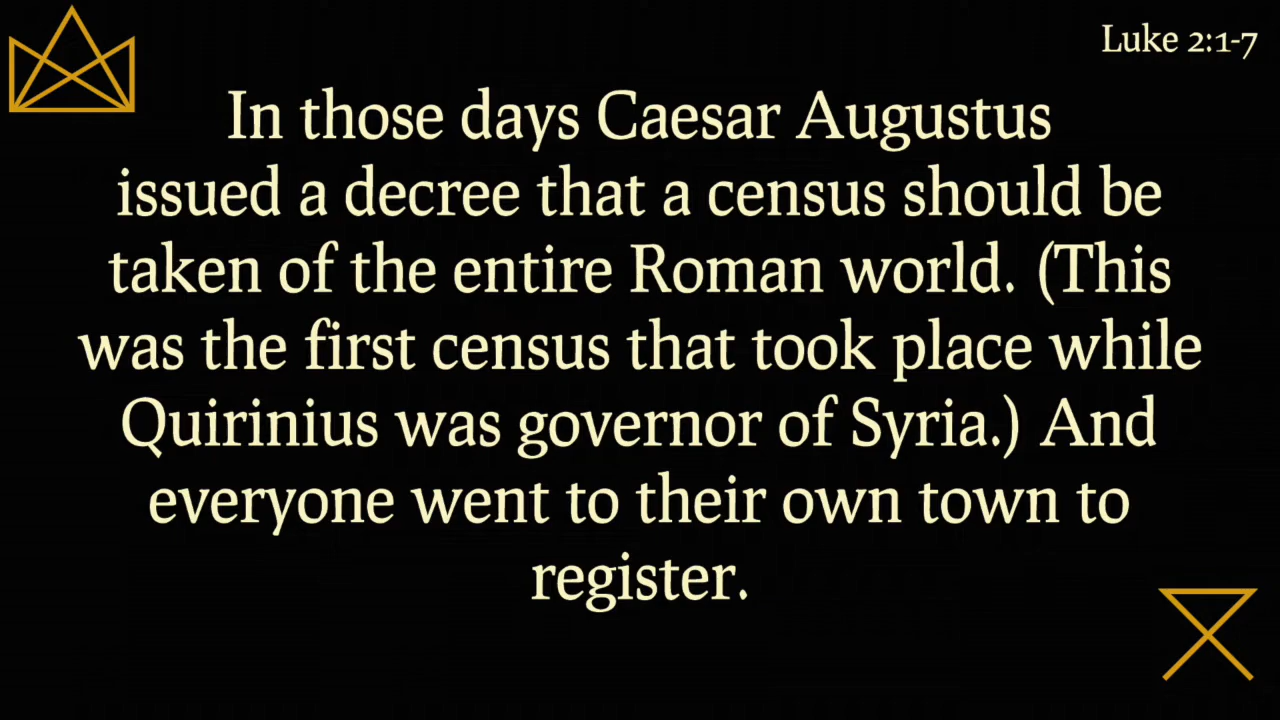 Luke 2:1-7
In those days Caesar Augustus
issued a decree that a census should be
taken of the entire Roman world. (This
was the first census that took place while
Quirinius was governor of Syria.) And
everyone went to their own town to
register.